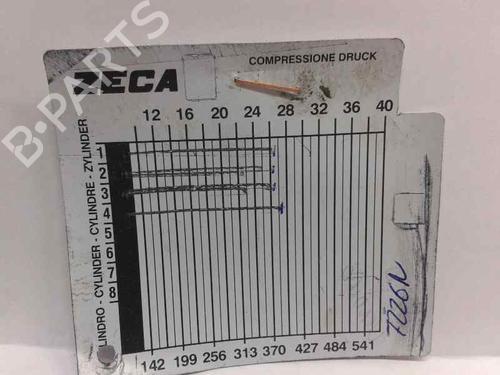 COMPRESSIONE DRUCK
ZECA
12 16 20 24 28 32 36 40
LINDRO - CYLINDER - CYLINDRE - ZYLINDER
1
2
3
4
5
6
7
8
142 199 256 313 370 427 484 541
B-PARTS